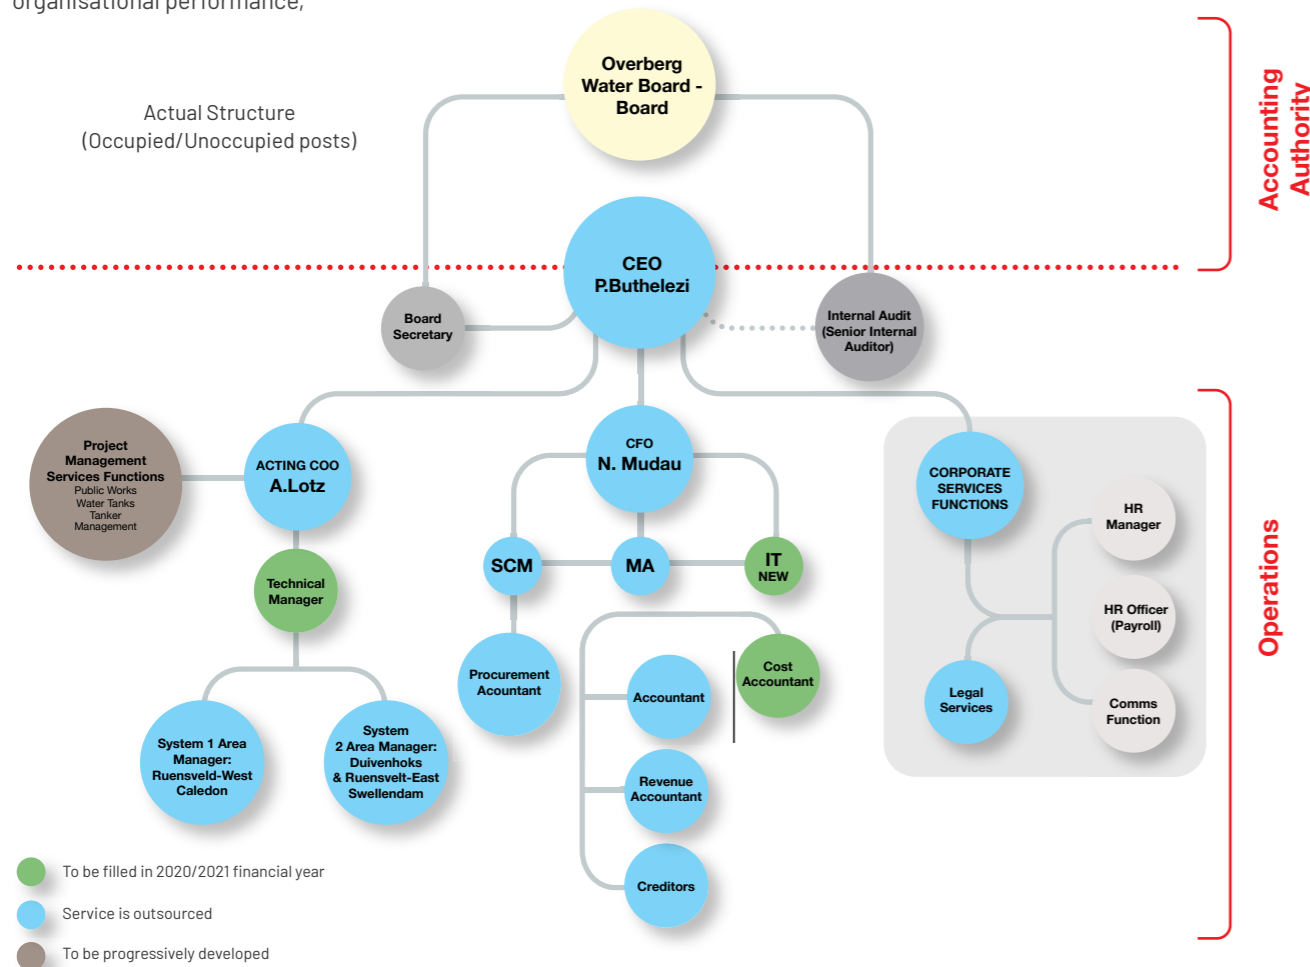 organisational performance;
Actual Structure
(Occupied/Unoccupied posts)
Overberg
Water Board -
Board
Accounting
Authority
CEO
P.Buthelezi
Board
Secretary
Internal Audit
(Senior Internal
Auditor)
Project
Management
Services Functions
Public Works
Water Tanks
Tanker
Management
ACTING COO
A.Lotz
CFO
N. Mudau
CORPORATE
SERVICES
FUNCTIONS
HR
Manager
HR Officer
(Payroll)
Comms
Function
Legal
Services
Operations
Technical
Manager
SCM
MA
IT
NEW
Procurement
Acountant
Accountant
Cost
Accountant
Revenue
Accountant
Creditors
System 1 Area
Manager:
Ruensveld-West
Caledon
System
2 Area Manager:
Duivenhoks
& Ruensvelt-East
Swellendam
To be filled in 2020/2021 financial year
Service is outsourced
To be progressively developed